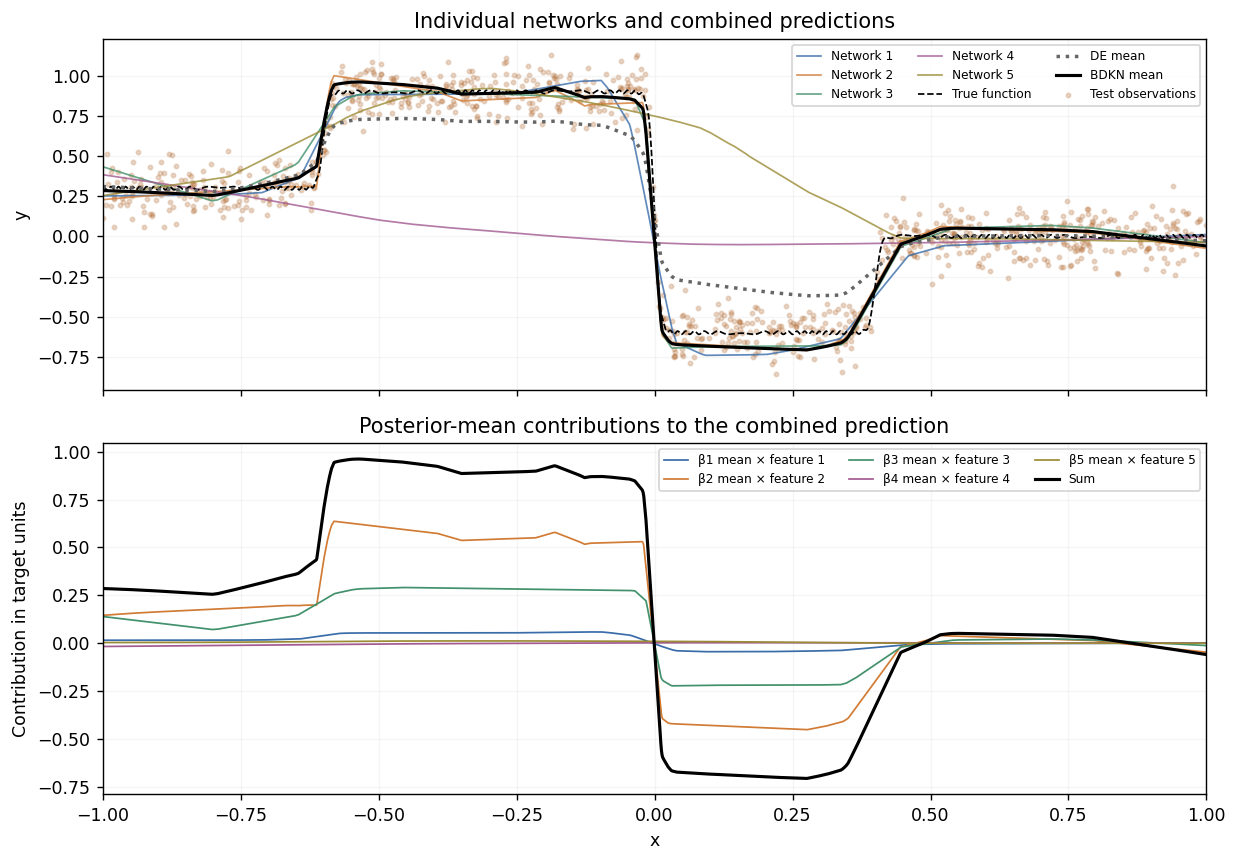 Individual networks and combined predictions
Network 1
Network 2
Network 3
Network 4
Network 5
True function
DE mean
BDKN mean
Test observations
1.00
0.75
0.50
0.25
0.00
−0.25
−0.50
−0.75
y
Posterior-mean contributions to the combined prediction
β1 mean × feature 1
β2 mean × feature 2
β3 mean × feature 3
β4 mean × feature 4
β5 mean × feature 5
Sum
1.00
0.75
0.50
0.25
0.00
−0.25
−0.50
−0.75
Contribution in target units
−1.00 −0.75 −0.50 −0.25 0.00 0.25 0.50 0.75 1.00
x